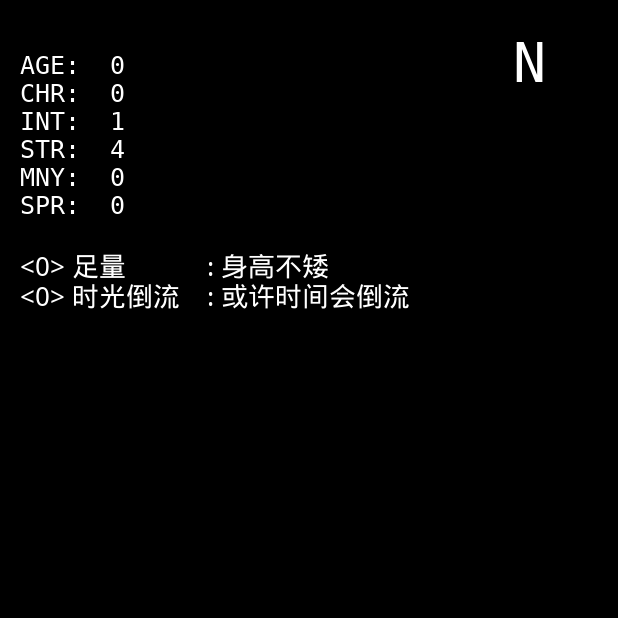 N
AGE: 0
CHR: 0
INT: 1
STR: 4
MNY: 0
SPR: 0
<O> 足量 : 身高不矮
<O> 时光倒流 : 或许时间会倒流